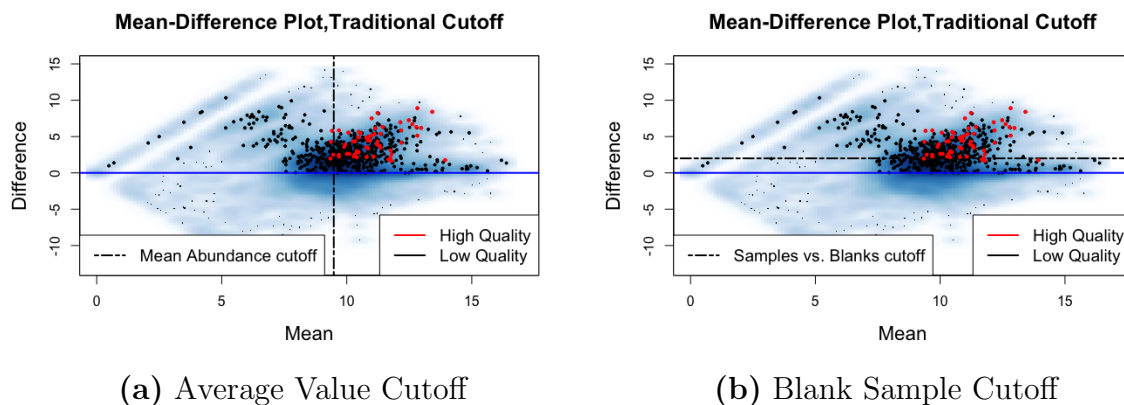 Mean-Difference Plot,Traditional Cutoff
15
10
5
0
-5
-10
Difference
High Quality
Mean Abundance cutoff
Low Quality
0
5
10
15
Mean
(a) Average Value Cutoff
Mean-Difference Plot,Traditional Cutoff
15
10
5
0
-5
-10
Difference
High Quality
Samples vs. Blanks cutoff
Low Quality
0
5
10
15
Mean
(b) Blank Sample Cutoff